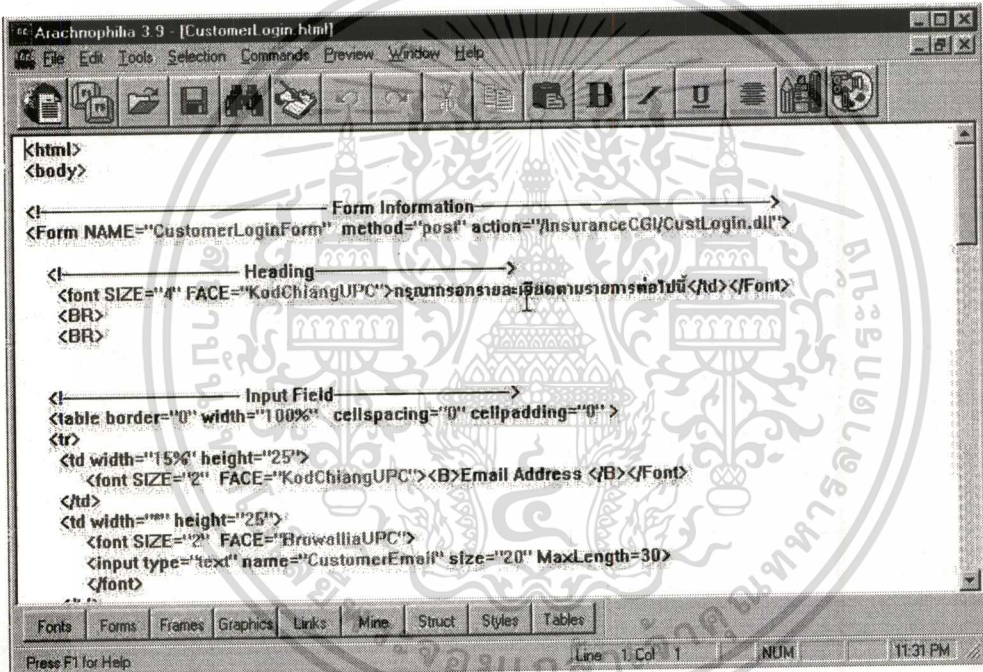 Arachnophilia 3.9 - [CustomerLogin.html]
File Edit Tools Selection Commands Preview Window Help
<html>
<body>
<!——————Form Information——————>
<Form NAME="CustomerLoginForm" method="post" action="/InsuranceCGI/CustLogin.dll">
<!——————Heading——————>
<font SIZE="4" FACE="KodChiangUPC">กรุณากรอกรายละเอียดตามรายการต่อไปนี้</td></Font>
<BR>
<BR>
<!——————Input Field——————>
<table border="0" width="100%" cellspacing="0" cellpadding="0" >
<tr>
<td width="15%" height="25">
<font SIZE="2" FACE="KodChiangUPC"><B>Email Address </B></Font>
</td>
<td width="*" height="25">
<font SIZE="2" FACE="BrowalliaUPC">
<input type="text" name="CustomerEmail" size="20" MaxLength=30>
</font>
Fonts Forms Frames Graphics Links Mine Struct Styles Tables
Press F1 for Help Line 1, Col 1 NUM 11:31 PM